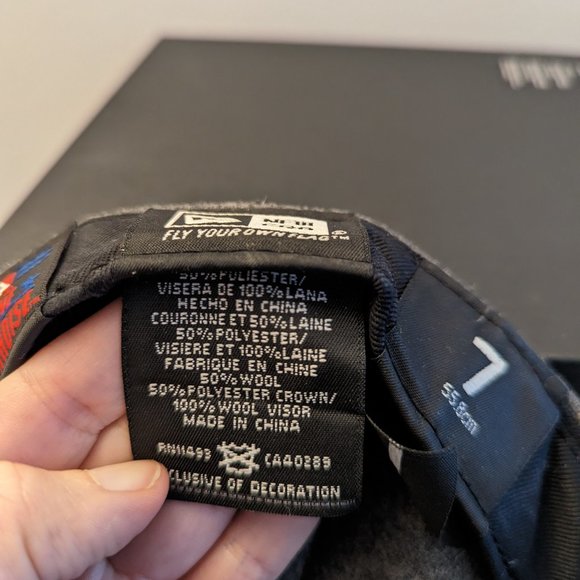 NEW ERA
FLY YOUR OWN FLAG™
50% POLIESTER/
VISERA DE 100% LANA
HECHO EN CHINA
COURONNE ET 50% LAINE
50% POLYESTER/
VISIERE ET 100% LAINE
FABRIQUE EN CHINE
50% WOOL
50% POLYESTER CROWN/
100% WOOL VISOR
MADE IN CHINA
RN11493 CA40289
XCLUSIVE OF DECORATION
7
55.8cm